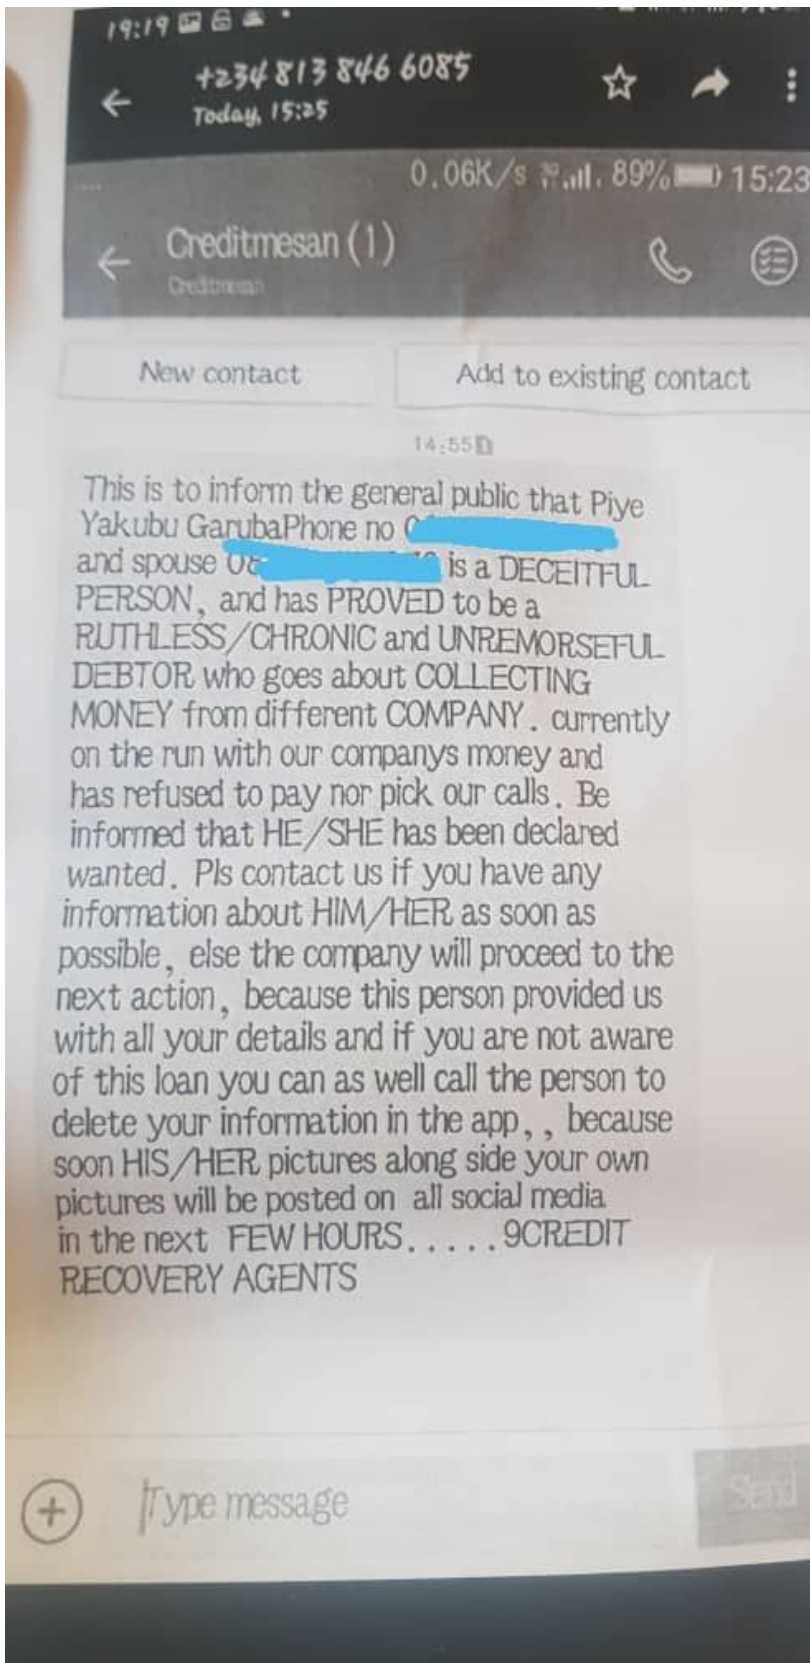 19:19
+234 813 846 6085
Today, 15:25
0.06K/s 89% 15:23
Creditmesan (1)
Creditmesan
New contact
Add to existing contact
14:55
This is to inform the general public that Piye
Yakubu GarubaPhone no 0
and spouse 08 is a DECEITFUL
PERSON, and has PROVED to be a
RUTHLESS/CHRONIC and UNREMORSEFUL
DEBTOR who goes about COLLECTING
MONEY from different COMPANY. currently
on the run with our companys money and
has refused to pay nor pick our calls. Be
informed that HE/SHE has been declared
wanted. Pls contact us if you have any
information about HIM/HER as soon as
possible, else the company will proceed to the
next action, because this person provided us
with all your details and if you are not aware
of this loan you can as well call the person to
delete your information in the app,, because
soon HIS/HER pictures along side your own
pictures will be posted on all social media
in the next FEW HOURS.....9CREDIT
RECOVERY AGENTS
Type message
Send